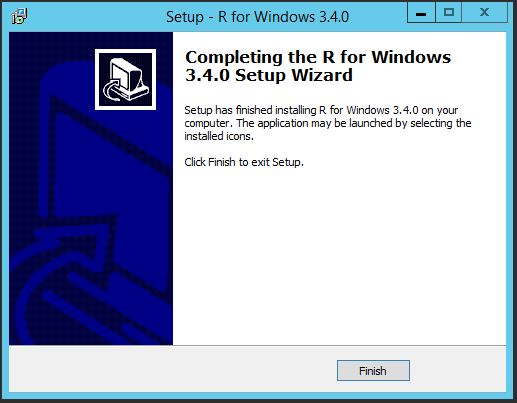 Setup - R for Windows 3.4.0
Completing the R for Windows
3.4.0 Setup Wizard
Setup has finished installing R for Windows 3.4.0 on your
computer. The application may be launched by selecting the
installed icons.
Click Finish to exit Setup.
Finish